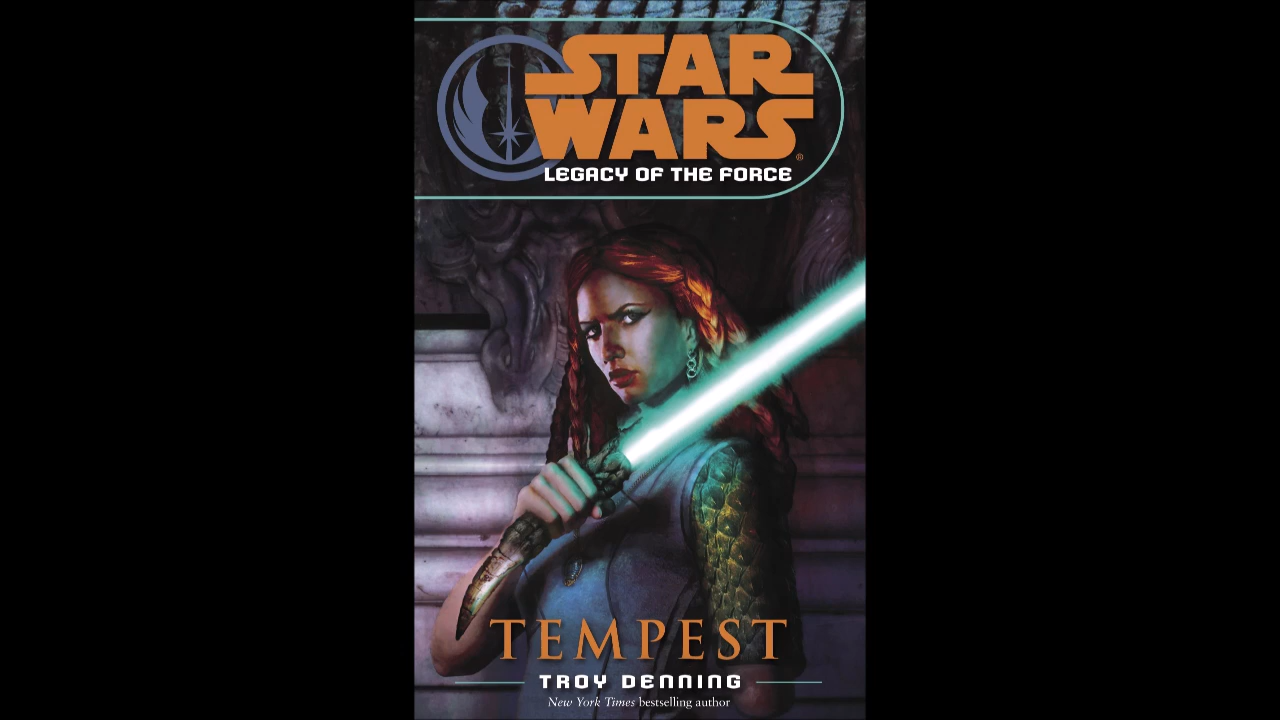 STAR
WARS®
LEGACY OF THE FORCE
TEMPEST
TROY DENNING
New York Times bestselling author